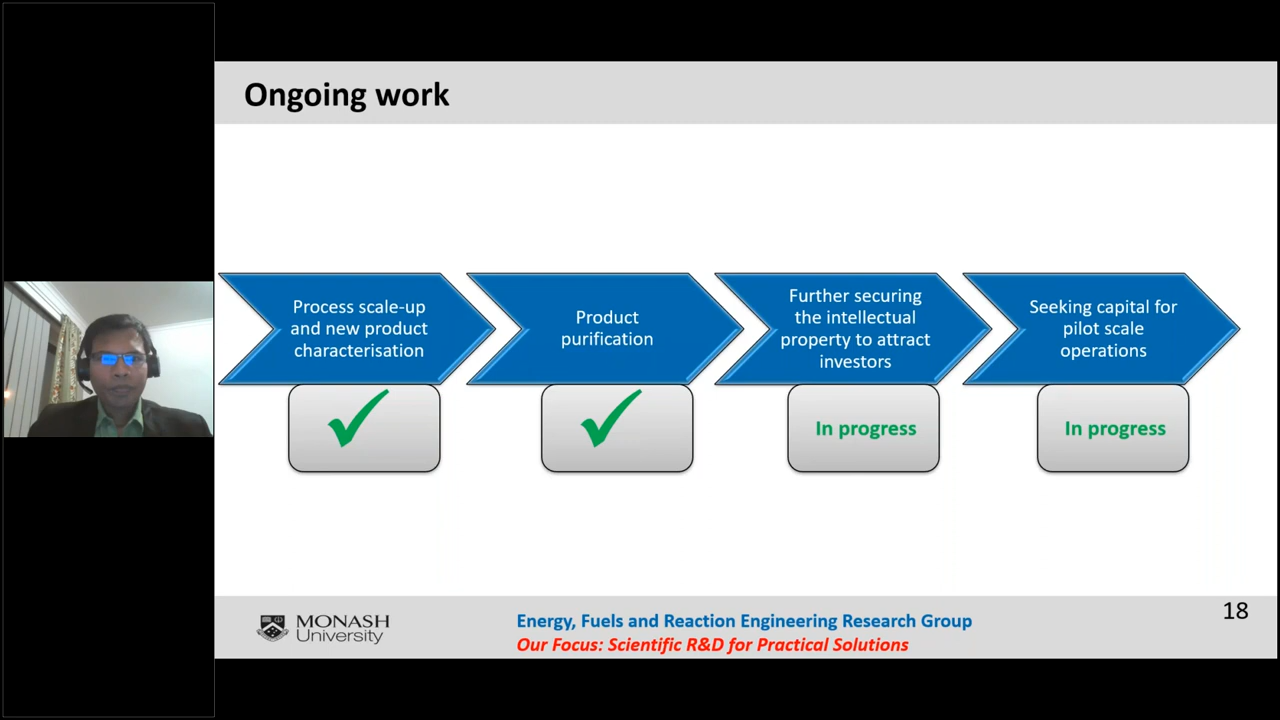 Ongoing work
Process scale-up
and new product
characterisation
Product
purification
Further securing
the intellectual
property to attract
investors
Seeking capital for
pilot scale
operations
In progress
In progress
MONASH
University
Energy, Fuels and Reaction Engineering Research Group
Our Focus: Scientific R&D for Practical Solutions
18